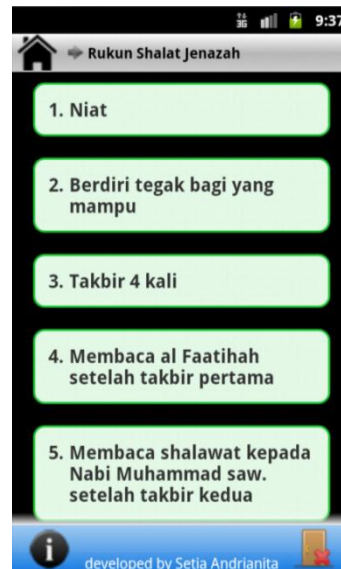 3G 9:37
Rukun Shalat Jenazah
1. Niat
2. Berdiri tegak bagi yang
mampu
3. Takbir 4 kali
4. Membaca al Faatihah
setelah takbir pertama
5. Membaca shalawat kepada
Nabi Muhammad saw.
setelah takbir kedua
i
developed by Setia Andrianita